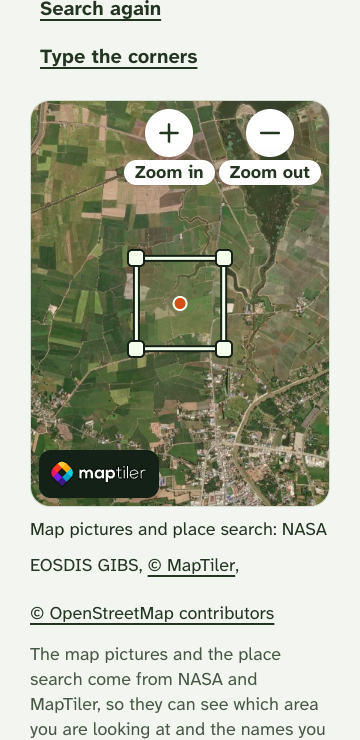 Search again
Type the corners
Zoom in
Zoom out
maptiler
Map pictures and place search: NASA
EOSDIS GIBS, © MapTiler,
© OpenStreetMap contributors
The map pictures and the place
search come from NASA and
MapTiler, so they can see which area
you are looking at and the names you